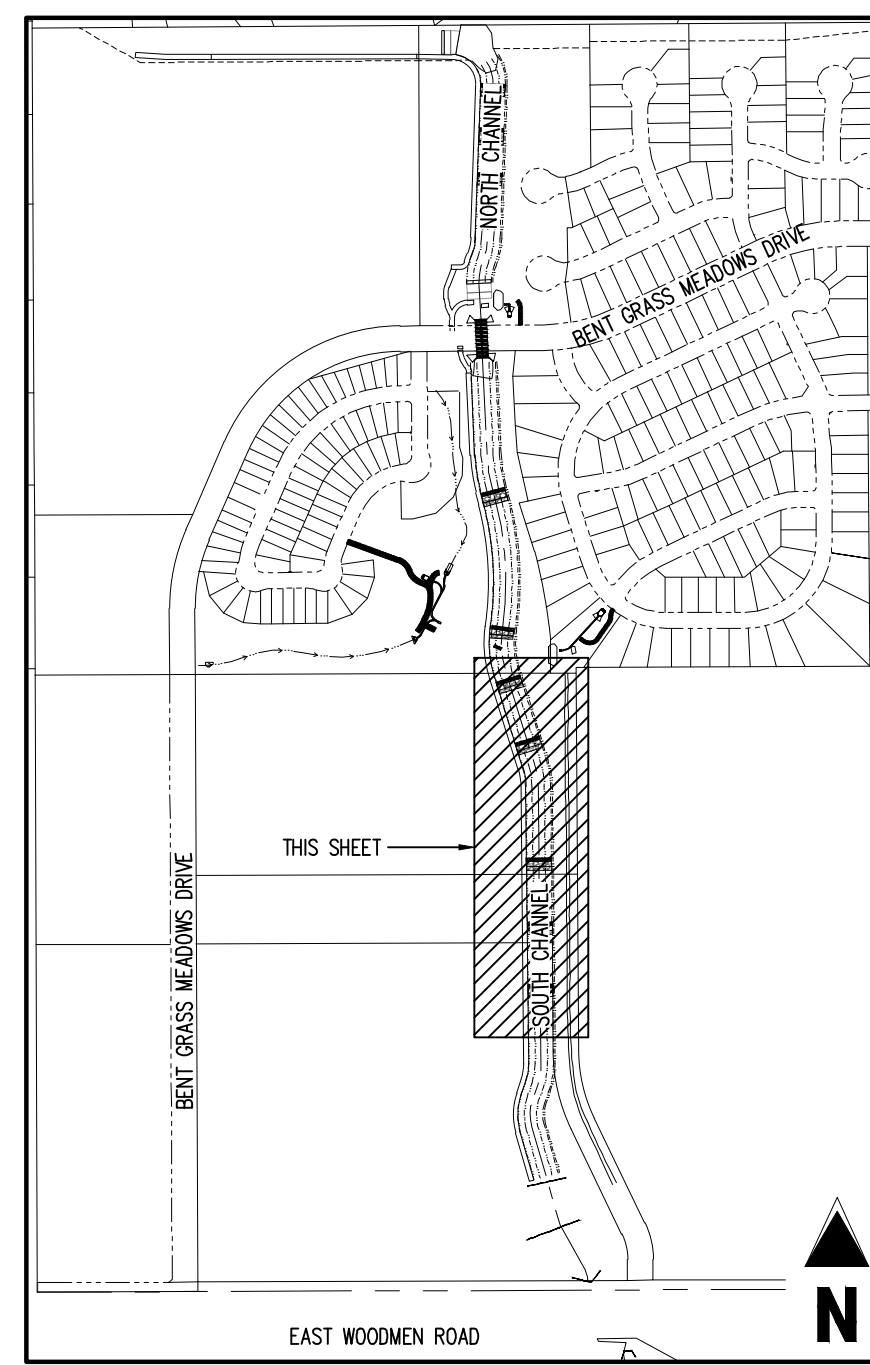 NORTH CHANNEL
BENT GRASS MEADOWS DRIVE
THIS SHEET
BENT GRASS MEADOWS DRIVE
SOUTH CHANNEL
N
EAST WOODMEN ROAD